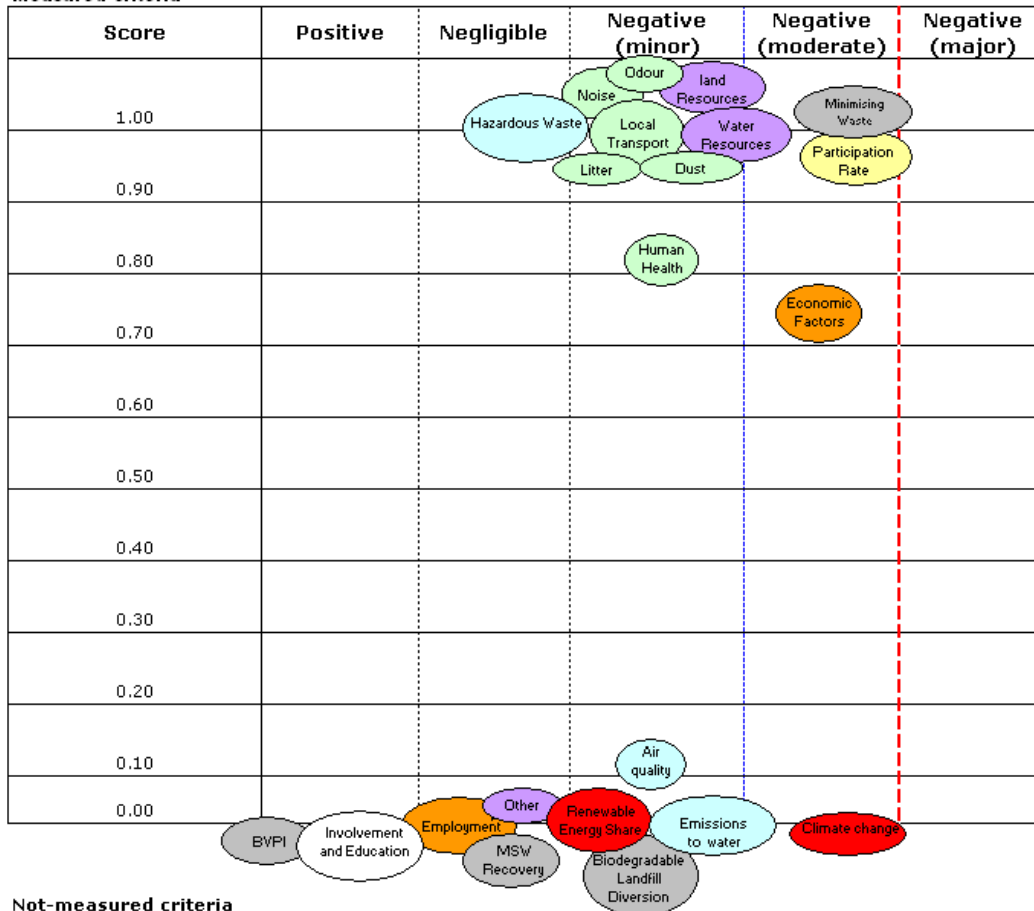 Measured criteria
Score
Positive
Negligible
Negative
(minor)
Negative
(moderate)
Negative
(major)
Odour
land
Resources
Noise
Minimising
Waste
1.00
Hazardous Waste
Local
Transport
Water
Resources
Participation
Rate
Litter
Dust
0.90
Human
Health
0.80
Economic
Factors
0.70
0.60
0.50
0.40
0.30
0.20
Air
quality
0.10
0.00
Other
Renewable
Energy Share
Employment
Emissions
to water
Climate change
BVPI
Involvement
and Education
MSW
Recovery
Biodegradable
Landfill
Diversion
Not-measured criteria